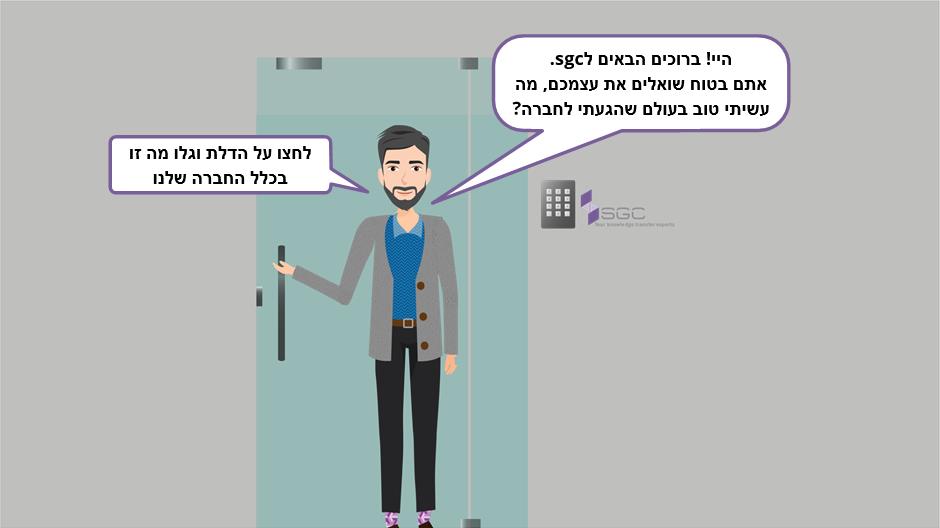 היי! ברוכים הבאים לsgc.
אתם בטוח שואלים את עצמכם, מה
עשיתי טוב בעולם שהגעתי לחברה?
לחצו על הדלת וגלו מה זו
בכלל החברה שלנו
SGC
Your knowledge transfer experts